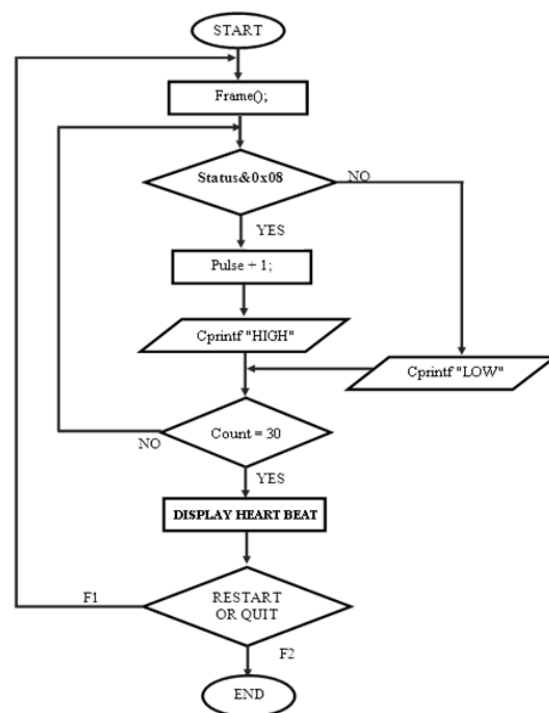 START
Frame();
Status&0x08
NO
YES
Pulse + 1;
Cprintf "HIGH"
Cprintf "LOW"
Count = 30
NO
YES
DISPLAY HEART BEAT
F1
RESTART
OR QUIT
F2
END